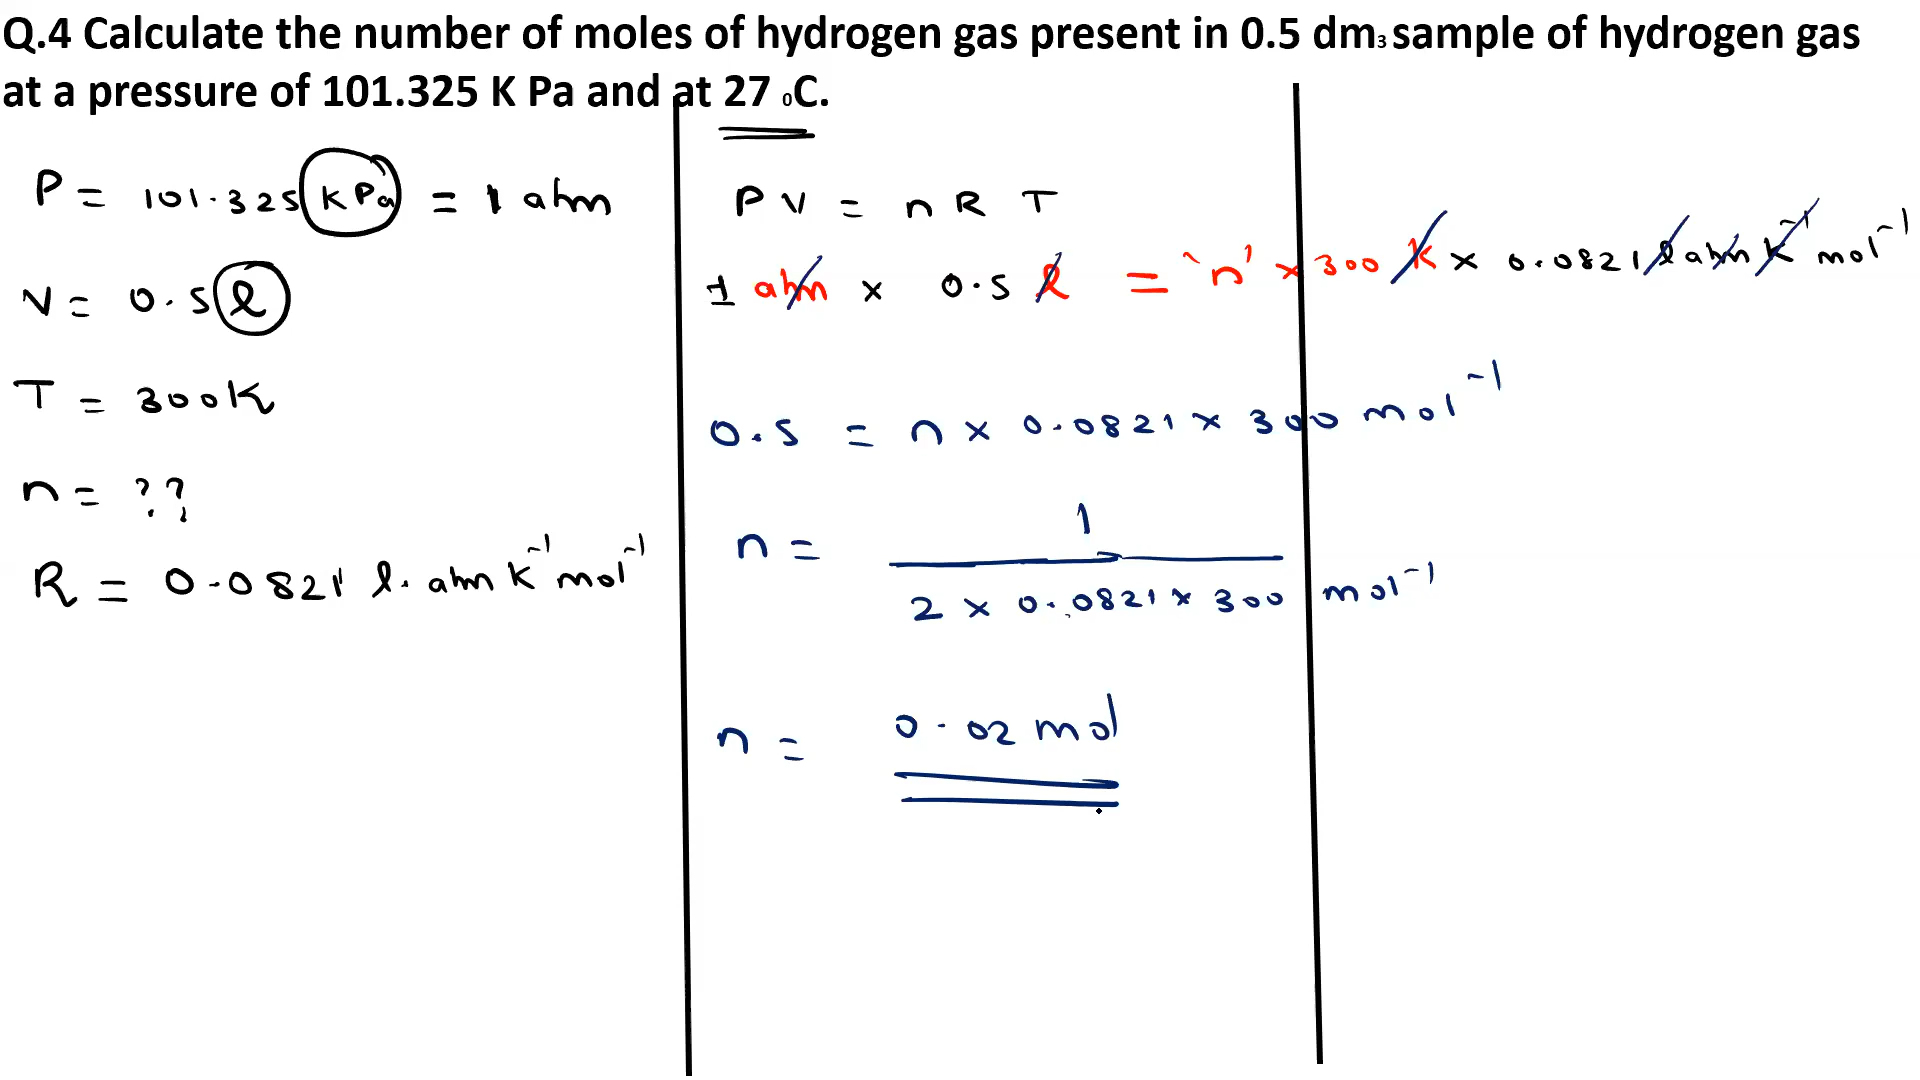 Q.4 Calculate the number of moles of hydrogen gas present in 0.5 dm3 sample of hydrogen gas
at a pressure of 101.325 K Pa and at 27 0C.
P = 101.325 KPa = 1 atm
V = 0.5 l
T = 300K
n = ??
R = 0.0821 l. atm K⁻¹ mol⁻¹
PV = nRT
1 atm × 0.5 l = 'n' × 300 K × 0.0821 l atm K⁻¹ mol⁻¹
0.5 = n × 0.0821 × 300 mol⁻¹
n = 1
2 × 0.0821 × 300 mol⁻¹
n = 0.02 mol